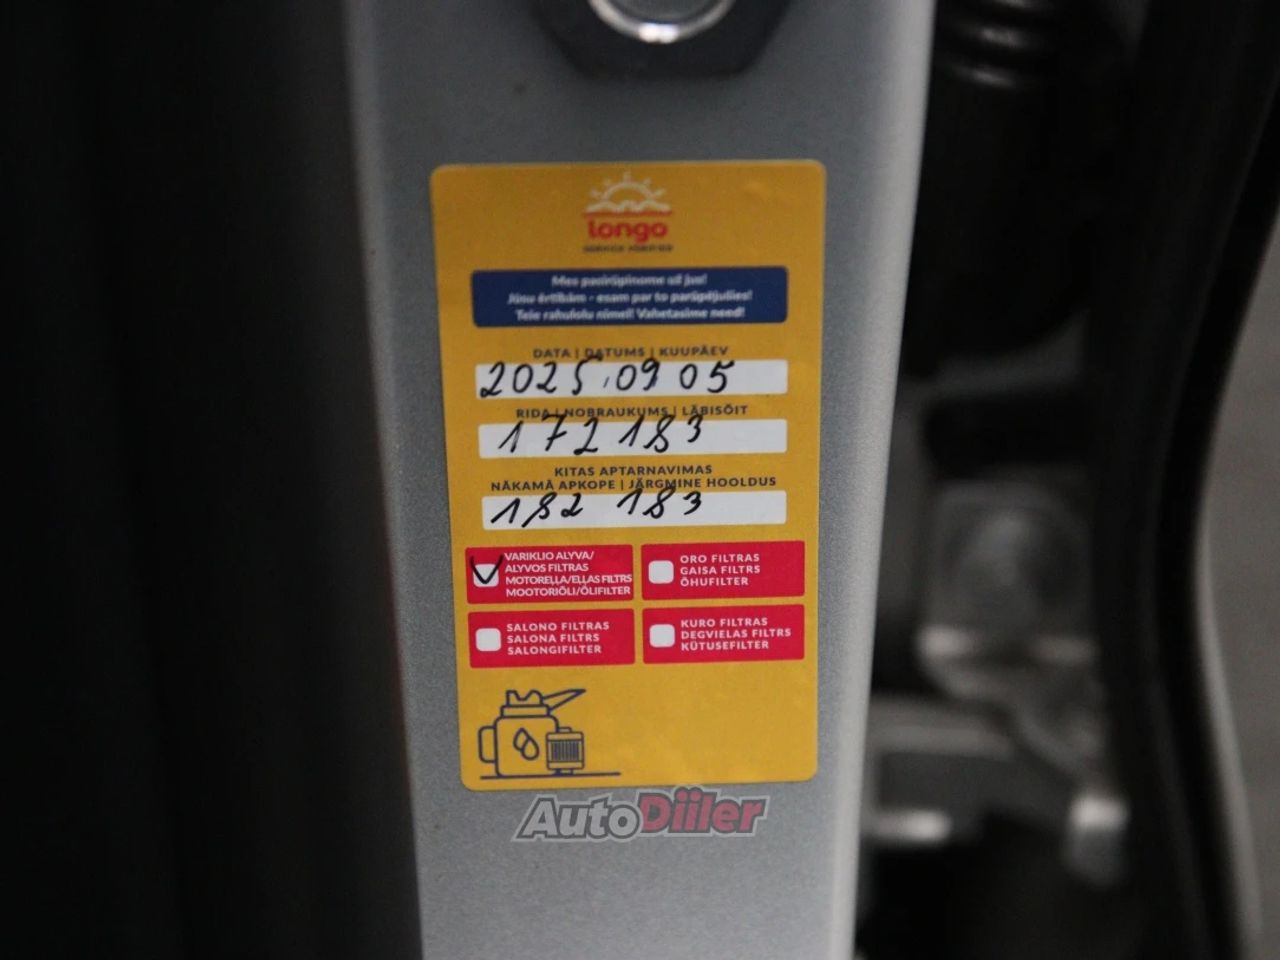 longo
Mes pasirūpinome už jus!
Jūsu ērtībām - esam par to parūpējušies!
Teie rahulolu nimel! Vahetasime need!
DATA | DATUMS | KUUPÄEV
2025.09 05
RIDA | NOBRAUKUMS | LÄBISÕIT
172 183
KITAS APTARNAVIMAS
NĀKAMĀ APKOPE | JÄRGMINE HOOLDUS
182 183
VARIKLIO ALYVA/
ALYVOS FILTRAS
MOTOREĻĻA/EĻĻAS FILTRS
MOOTORIÕLI/ÕLIFILTER
ORO FILTRAS
GAISA FILTRS
ÕHUFILTER
SALONO FILTRAS
SALONA FILTRS
SALONGIFILTER
KURO FILTRAS
DEGVIELAS FILTRS
KÜTUSEFILTER
AutoDiiler